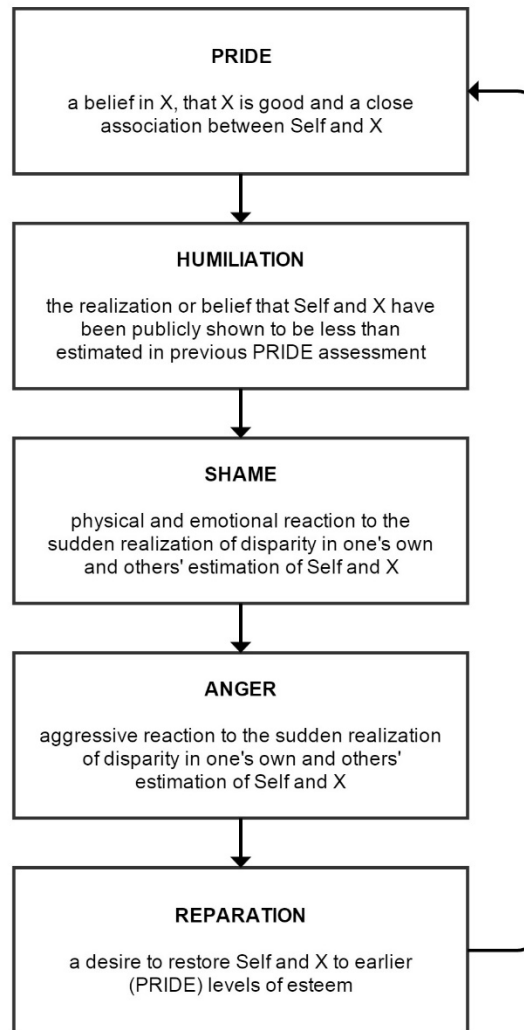 PRIDE
a belief in X, that X is good and a close
association between Self and X
HUMILIATION
the realization or belief that Self and X have
been publicly shown to be less than
estimated in previous PRIDE assessment
SHAME
physical and emotional reaction to the
sudden realization of disparity in one's own
and others' estimation of Self and X
ANGER
aggressive reaction to the sudden realization
of disparity in one's own and others'
estimation of Self and X
REPARATION
a desire to restore Self and X to earlier
(PRIDE) levels of esteem